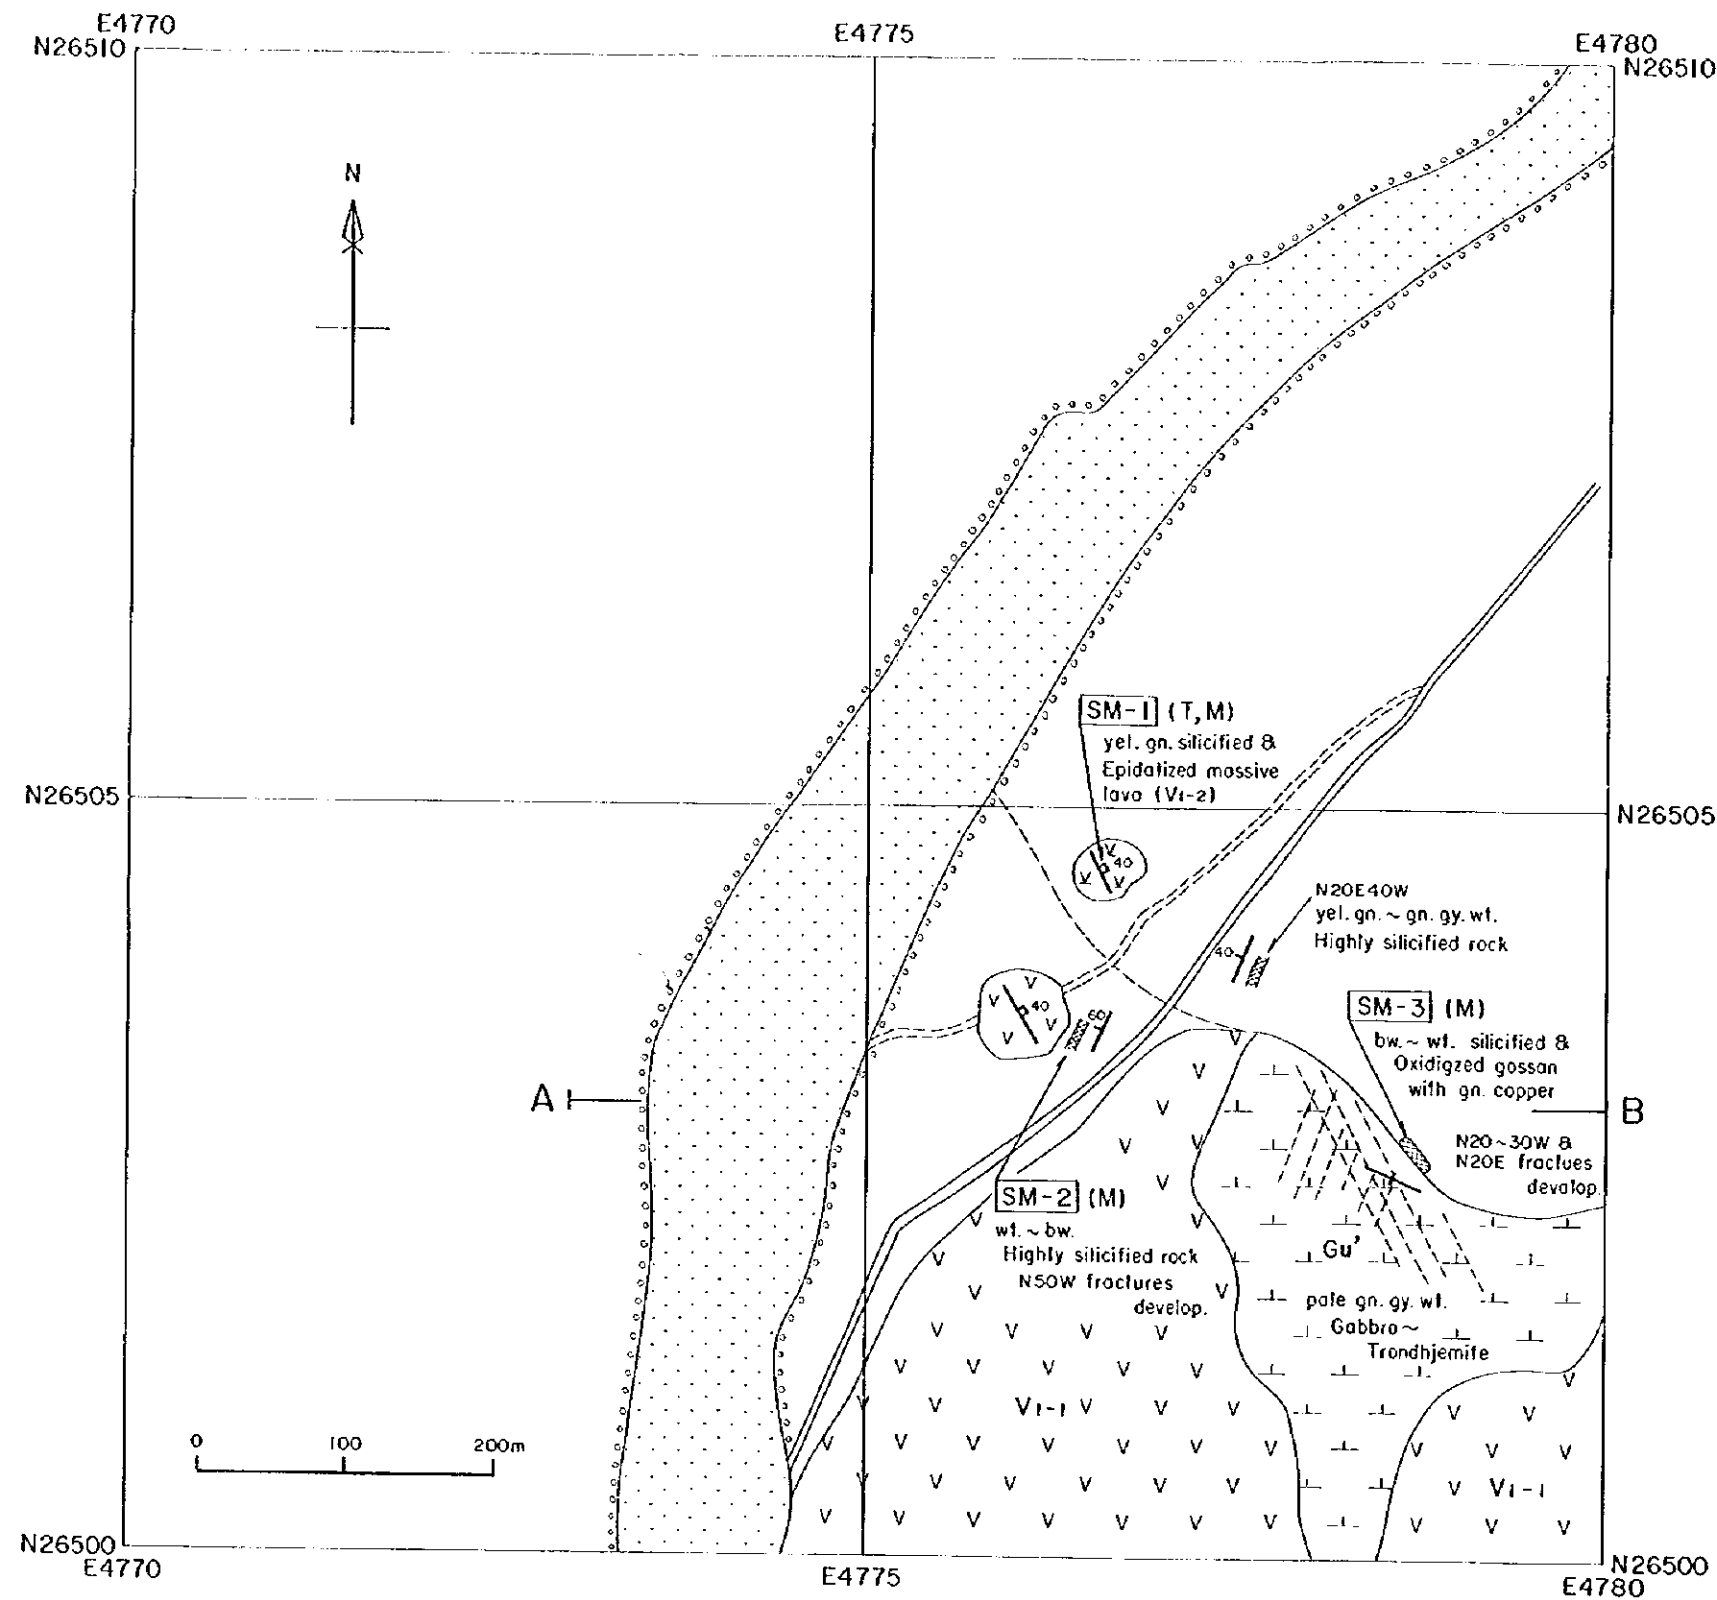 E4770
E4775
E4780
N26510
N26510
N
SM-1 (T,M)
yel. gn. silicified &
Epidatized massive
lava (V1-2)
N26505
N26505
40
N20E40W
yel. gn. ~ gn. gy. wt.
Highly silicified rock
40
40
60
SM-3 (M)
bw. ~ wt. silicified &
Oxidigzed gossan
with gn. copper
A
B
N20~30W &
N20E fractues
devalop.
SM-2 (M)
wt. ~ bw.
Highly silicified rock
N50W fractures
develop.
Gu'
pale gn. gy. wt.
Gabbro ~
Trondhjemite
V1-1
V1-1
0 100 200m
N26500
N26500
E4770
E4775
E4780